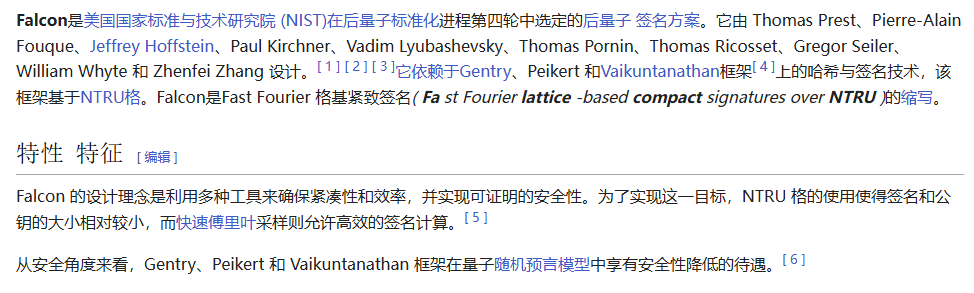 Falcon是美国国家标准与技术研究院 (NIST)在后量子标准化进程第四轮中选定的后量子 签名方案。它由 Thomas Prest、Pierre-Alain
Fouque、Jeffrey Hoffstein、Paul Kirchner、Vadim Lyubashevsky、Thomas Pornin、Thomas Ricosset、Gregor Seiler、
William Whyte 和 Zhenfei Zhang 设计。[ 1 ] [ 2 ] [ 3 ]它依赖于Gentry、Peikert 和Vaikuntanathan框架[ 4 ]上的哈希与签名技术，该
框架基于NTRU格。Falcon是Fast Fourier 格基紧致签名( Fa st Fourier lattice -based compact signatures over NTRU )的缩写。
特性 特征 [ 编辑 ]
Falcon 的设计理念是利用多种工具来确保紧凑性和效率，并实现可证明的安全性。为了实现这一目标，NTRU 格的使用使得签名和公
钥的大小相对较小，而快速傅里叶采样则允许高效的签名计算。[ 5 ]
从安全角度来看，Gentry、Peikert 和 Vaikuntanathan 框架在量子随机预言模型中享有安全性降低的待遇。[ 6 ]